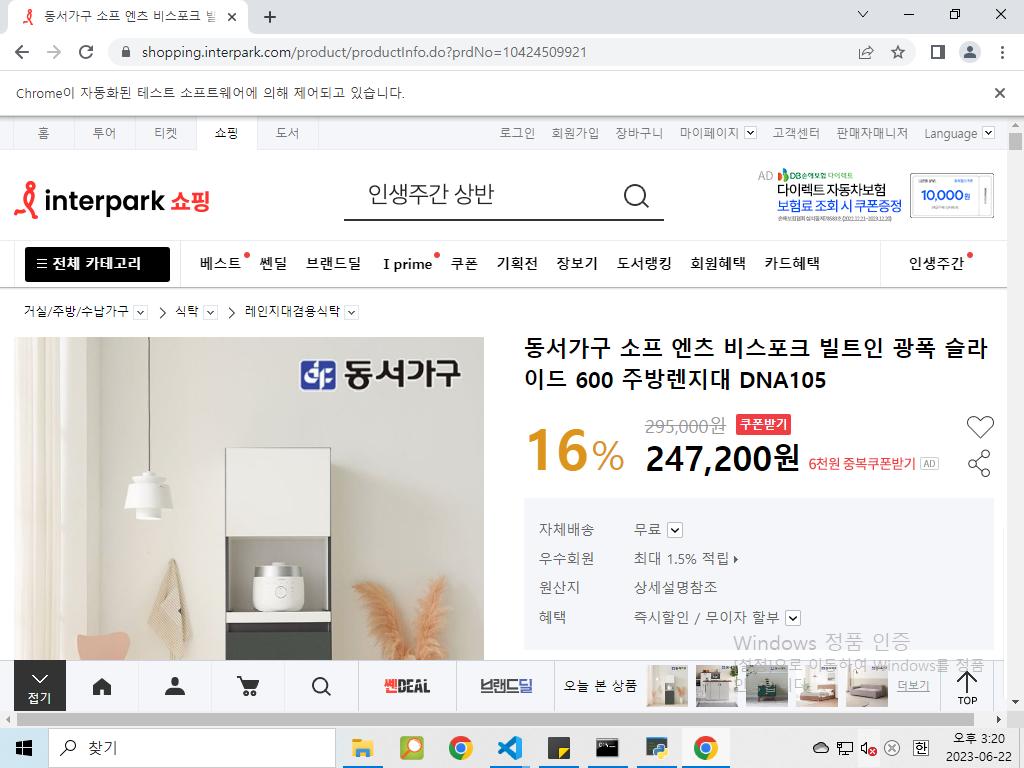 동서가구 소프 엔츠 비스포크 빌
shopping.interpark.com/product/productInfo.do?prdNo=10424509921
Chrome이 자동화된 테스트 소프트웨어에 의해 제어되고 있습니다.
홈 투어 티켓 쇼핑 도서 로그인 회원가입 장바구니 마이페이지 고객센터 판매자매니저 Language
AD DB손해보험 다이렉트
다이렉트 자동차보험
보험료 조회 시 쿠폰증정
10,000원
interpark 쇼핑 인생주간 상반
전체 카테고리 베스트 쎈딜 브랜드딜 I prime 쿠폰 기획전 장보기 도서랭킹 회원혜택 카드혜택 인생주간
거실/주방/수납가구 식탁 레인지대겸용식탁
동서가구
동서가구 소프 엔츠 비스포크 빌트인 광폭 슬라
이드 600 주방렌지대 DNA105
16% 295,000원 쿠폰받기
247,200원 6천원 중복쿠폰받기 AD
자체배송 무료
우수회원 최대 1.5% 적립
원산지 상세설명참조
혜택 즉시할인 / 무이자 할부
Windows 정품 인증
[설정]으로 이동하여 Windows를 정품
접기 쎈DEAL 브랜드딜 오늘 본 상품 더보기 TOP
찾기
한
오후 3:20
2023-06-22